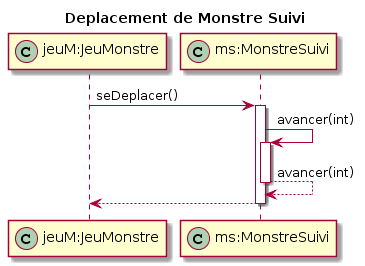 Deplacement de Monstre Suivi
C jeuM:JeuMonstre
C ms:MonstreSuivi
seDeplacer()
avancer(int)
avancer(int)
C jeuM:JeuMonstre
C ms:MonstreSuivi